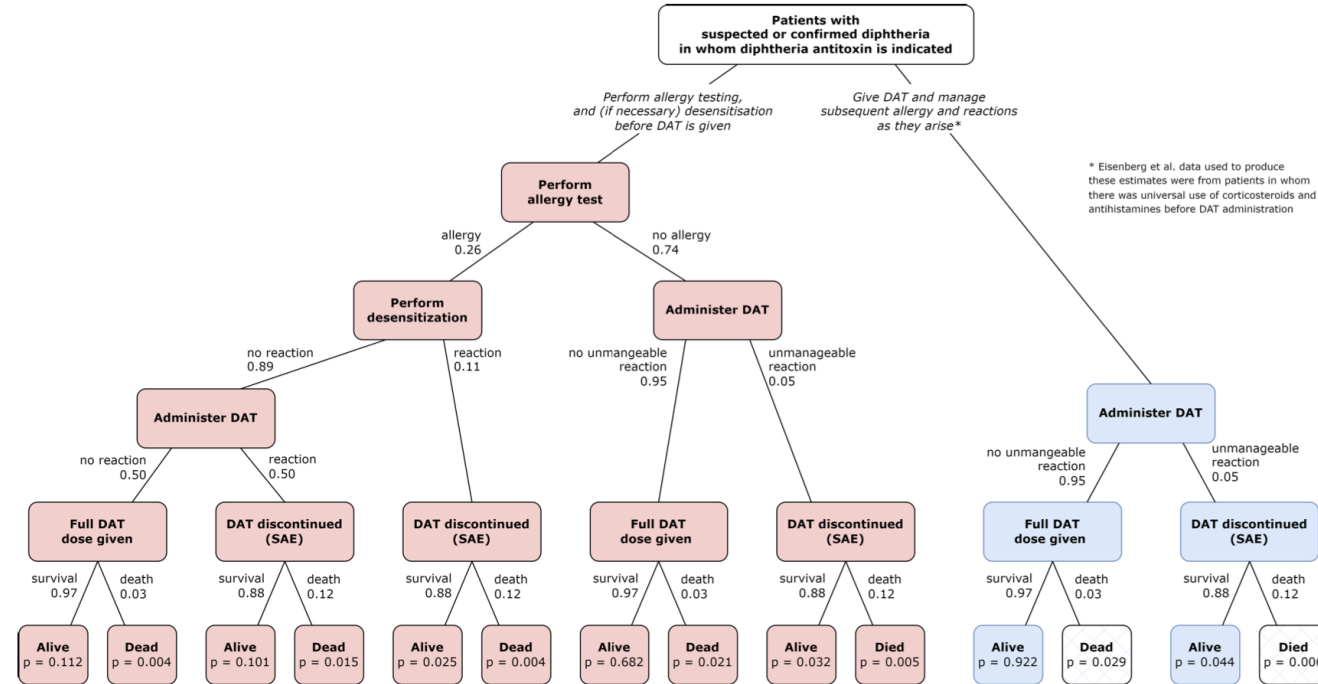 Patients with
suspected or confirmed diphtheria
in whom diphtheria antitoxin is indicated
Perform allergy testing,
and (if necessary) desensitisation
before DAT is given
Give DAT and manage
subsequent allergy and reactions
as they arise*
* Eisenberg et al. data used to produce
these estimates were from patients in whom
there was universal use of corticosteroids and
antihistamines before DAT administration
Perform
allergy test
allergy
0.26
no allergy
0.74
Perform
desensitization
Administer DAT
no reaction
0.89
reaction
0.11
no unmangeable
reaction
0.95
unmanageable
reaction
0.05
Administer DAT
Administer DAT
no reaction
0.50
reaction
0.50
no unmangeable
reaction
0.95
unmanageable
reaction
0.05
Full DAT
dose given
DAT discontinued
(SAE)
DAT discontinued
(SAE)
Full DAT
dose given
DAT discontinued
(SAE)
Full DAT
dose given
DAT discontinued
(SAE)
survival
0.97
death
0.03
survival
0.88
death
0.12
survival
0.88
death
0.12
survival
0.97
death
0.03
survival
0.88
death
0.12
survival
0.97
death
0.03
survival
0.88
death
0.12
Alive
p = 0.112
Dead
p = 0.004
Alive
p = 0.101
Dead
p = 0.015
Alive
p = 0.025
Dead
p = 0.004
Alive
p = 0.682
Dead
p = 0.021
Alive
p = 0.032
Died
p = 0.005
Alive
p = 0.922
Dead
p = 0.029
Alive
p = 0.044
Died
p =